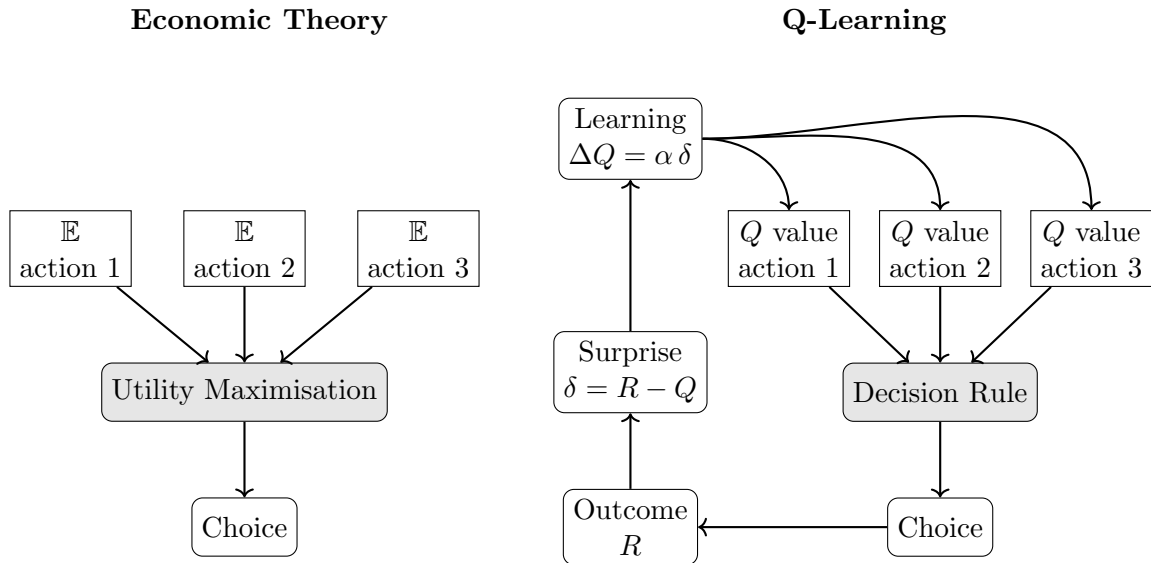 Economic Theory
𝔼
action 1
𝔼
action 2
𝔼
action 3
Utility Maximisation
Choice
Q-Learning
Learning
ΔQ = α δ
Q value
action 1
Q value
action 2
Q value
action 3
Surprise
δ = R − Q
Decision Rule
Outcome
R
Choice